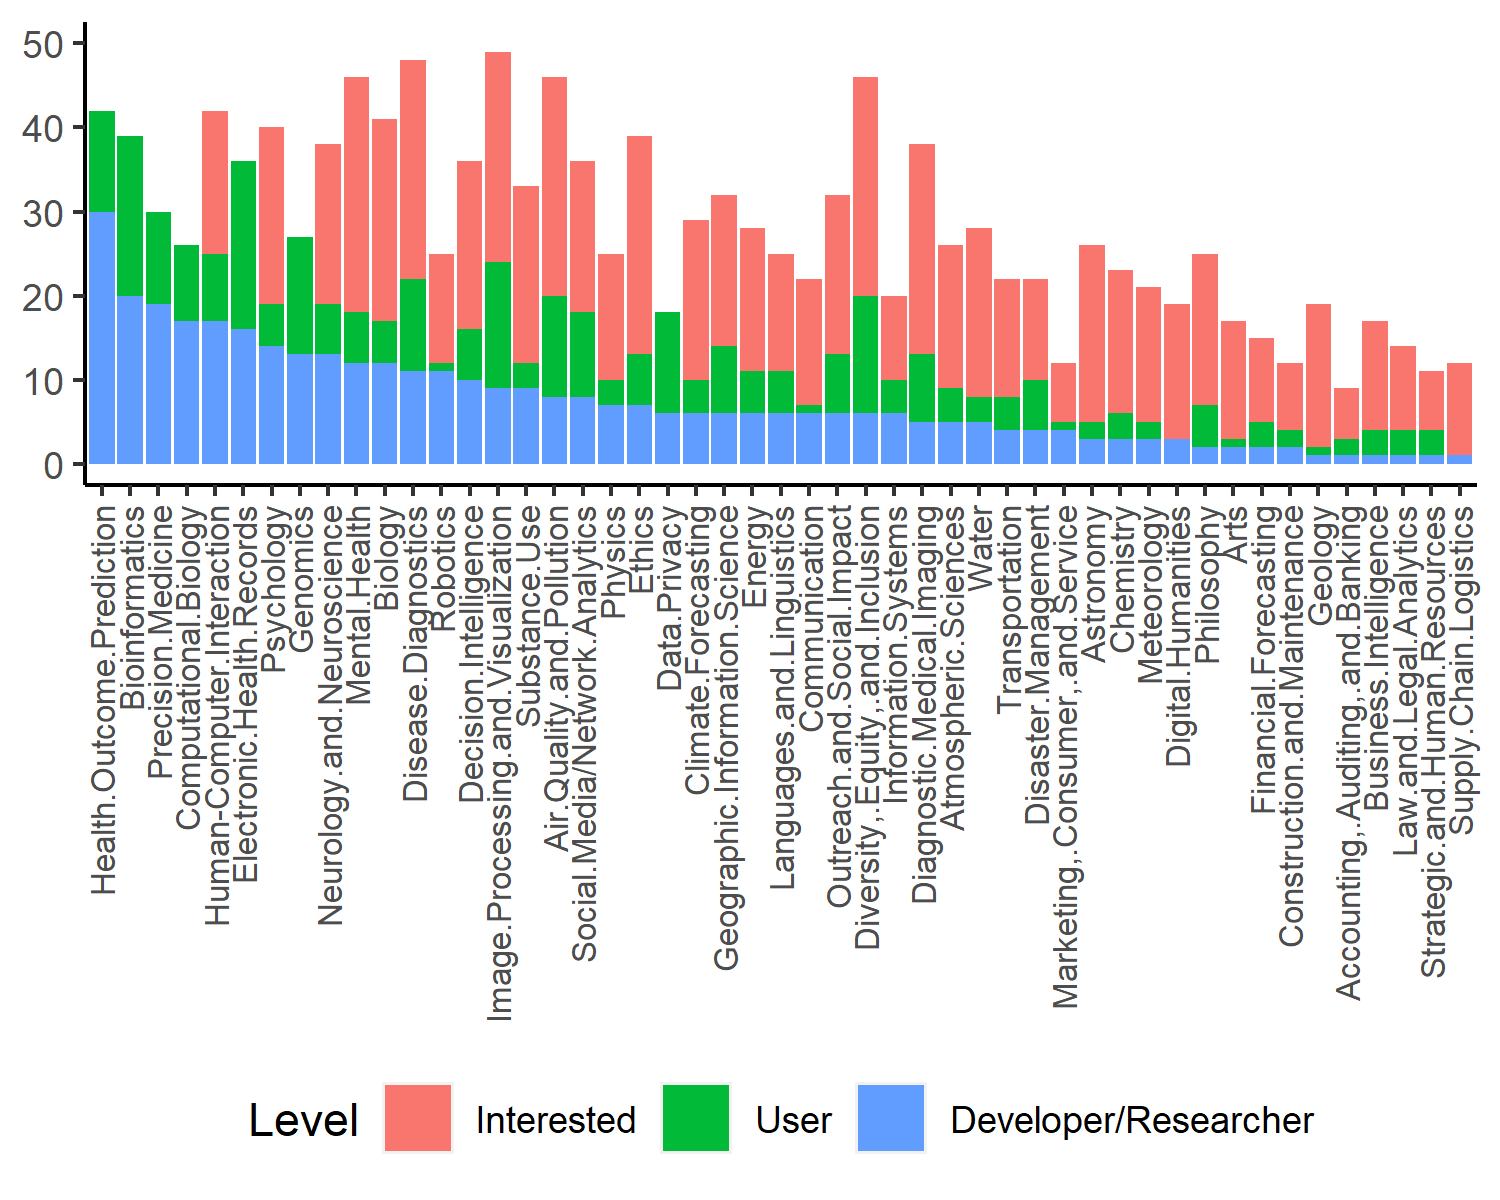 50
40
30
20
10
0
Health.Outcome.Prediction
Bioinformatics
Precision.Medicine
Computational.Biology
Human-Computer.Interaction
Electronic.Health.Records
Psychology
Genomics
Neurology.and.Neuroscience
Mental.Health
Biology
Disease.Diagnostics
Robotics
Decision.Intelligence
Image.Processing.and.Visualization
Substance.Use
Air.Quality.and.Pollution
Social.Media/Network.Analytics
Physics
Ethics
Data.Privacy
Climate.Forecasting
Geographic.Information.Science
Energy
Languages.and.Linguistics
Communication
Outreach.and.Social.Impact
Diversity,.Equity,.and.Inclusion
Information.Systems
Diagnostic.Medical.Imaging
Atmospheric.Sciences
Water
Transportation
Disaster.Management
Marketing,.Consumer,.and.Service
Astronomy
Chemistry
Meteorology
Digital.Humanities
Philosophy
Arts
Financial.Forecasting
Construction.and.Maintenance
Geology
Accounting,.Auditing,.and.Banking
Business.Intelligence
Law.and.Legal.Analytics
Strategic.and.Human.Resources
Supply.Chain.Logistics
Level Interested User Developer/Researcher